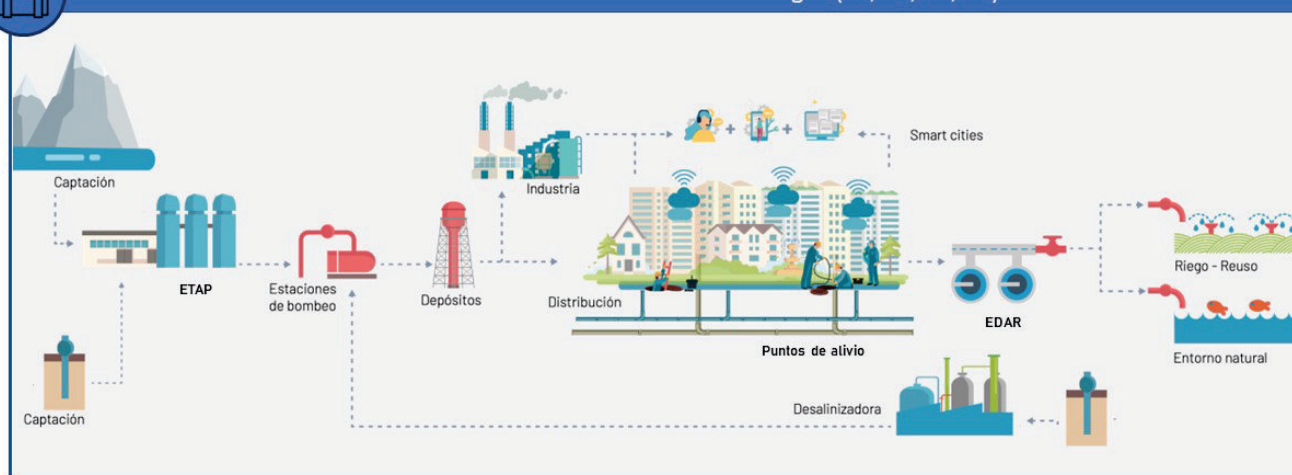 Captación
ETAP
Captación
Estaciones
de bombeo
Depósitos
Industria
Smart cities
Distribución
Puntos de alivio
EDAR
Riego - Reuso
Entorno natural
Desalinizadora